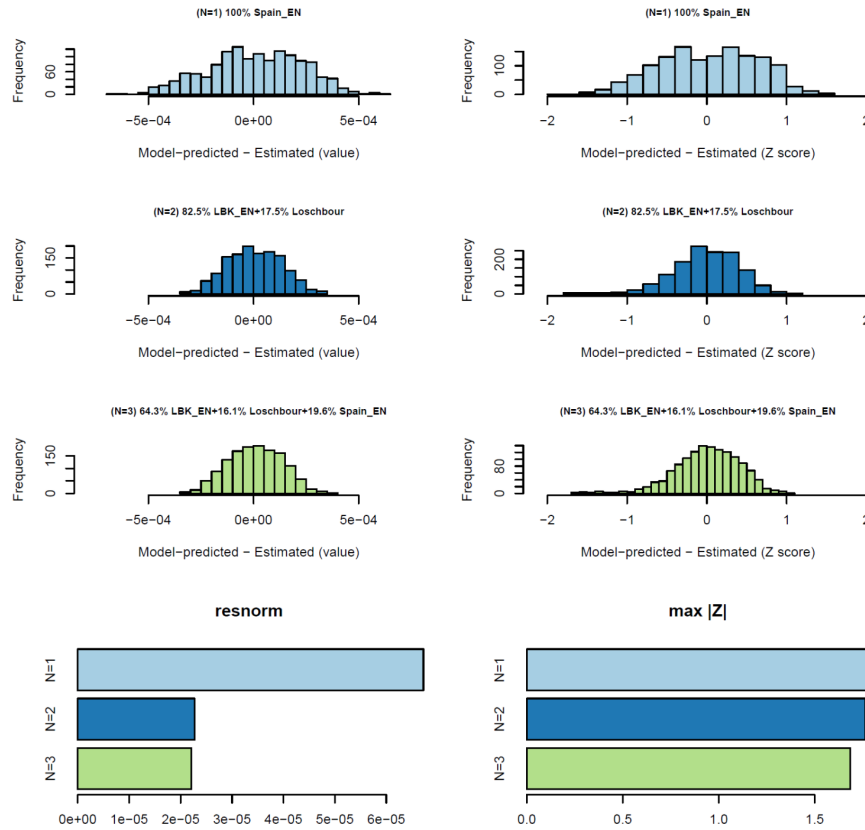 (N=1) 100% Spain_EN
Frequency
0 60
−5e−04 0e+00 5e−04
Model−predicted − Estimated (value)
(N=1) 100% Spain_EN
Frequency
0 100
−2 −1 0 1 2
Model−predicted − Estimated (Z score)
(N=2) 82.5% LBK_EN+17.5% Loschbour
Frequency
0 150
−5e−04 0e+00 5e−04
Model−predicted − Estimated (value)
(N=2) 82.5% LBK_EN+17.5% Loschbour
Frequency
0 200
−2 −1 0 1 2
Model−predicted − Estimated (Z score)
(N=3) 64.3% LBK_EN+16.1% Loschbour+19.6% Spain_EN
Frequency
0 150
−5e−04 0e+00 5e−04
Model−predicted − Estimated (value)
(N=3) 64.3% LBK_EN+16.1% Loschbour+19.6% Spain_EN
Frequency
0 80
−2 −1 0 1 2
Model−predicted − Estimated (Z score)
resnorm
N=1
N=2
N=3
0e+00 1e−05 2e−05 3e−05 4e−05 5e−05 6e−05
max |Z|
N=1
N=2
N=3
0.0 0.5 1.0 1.5